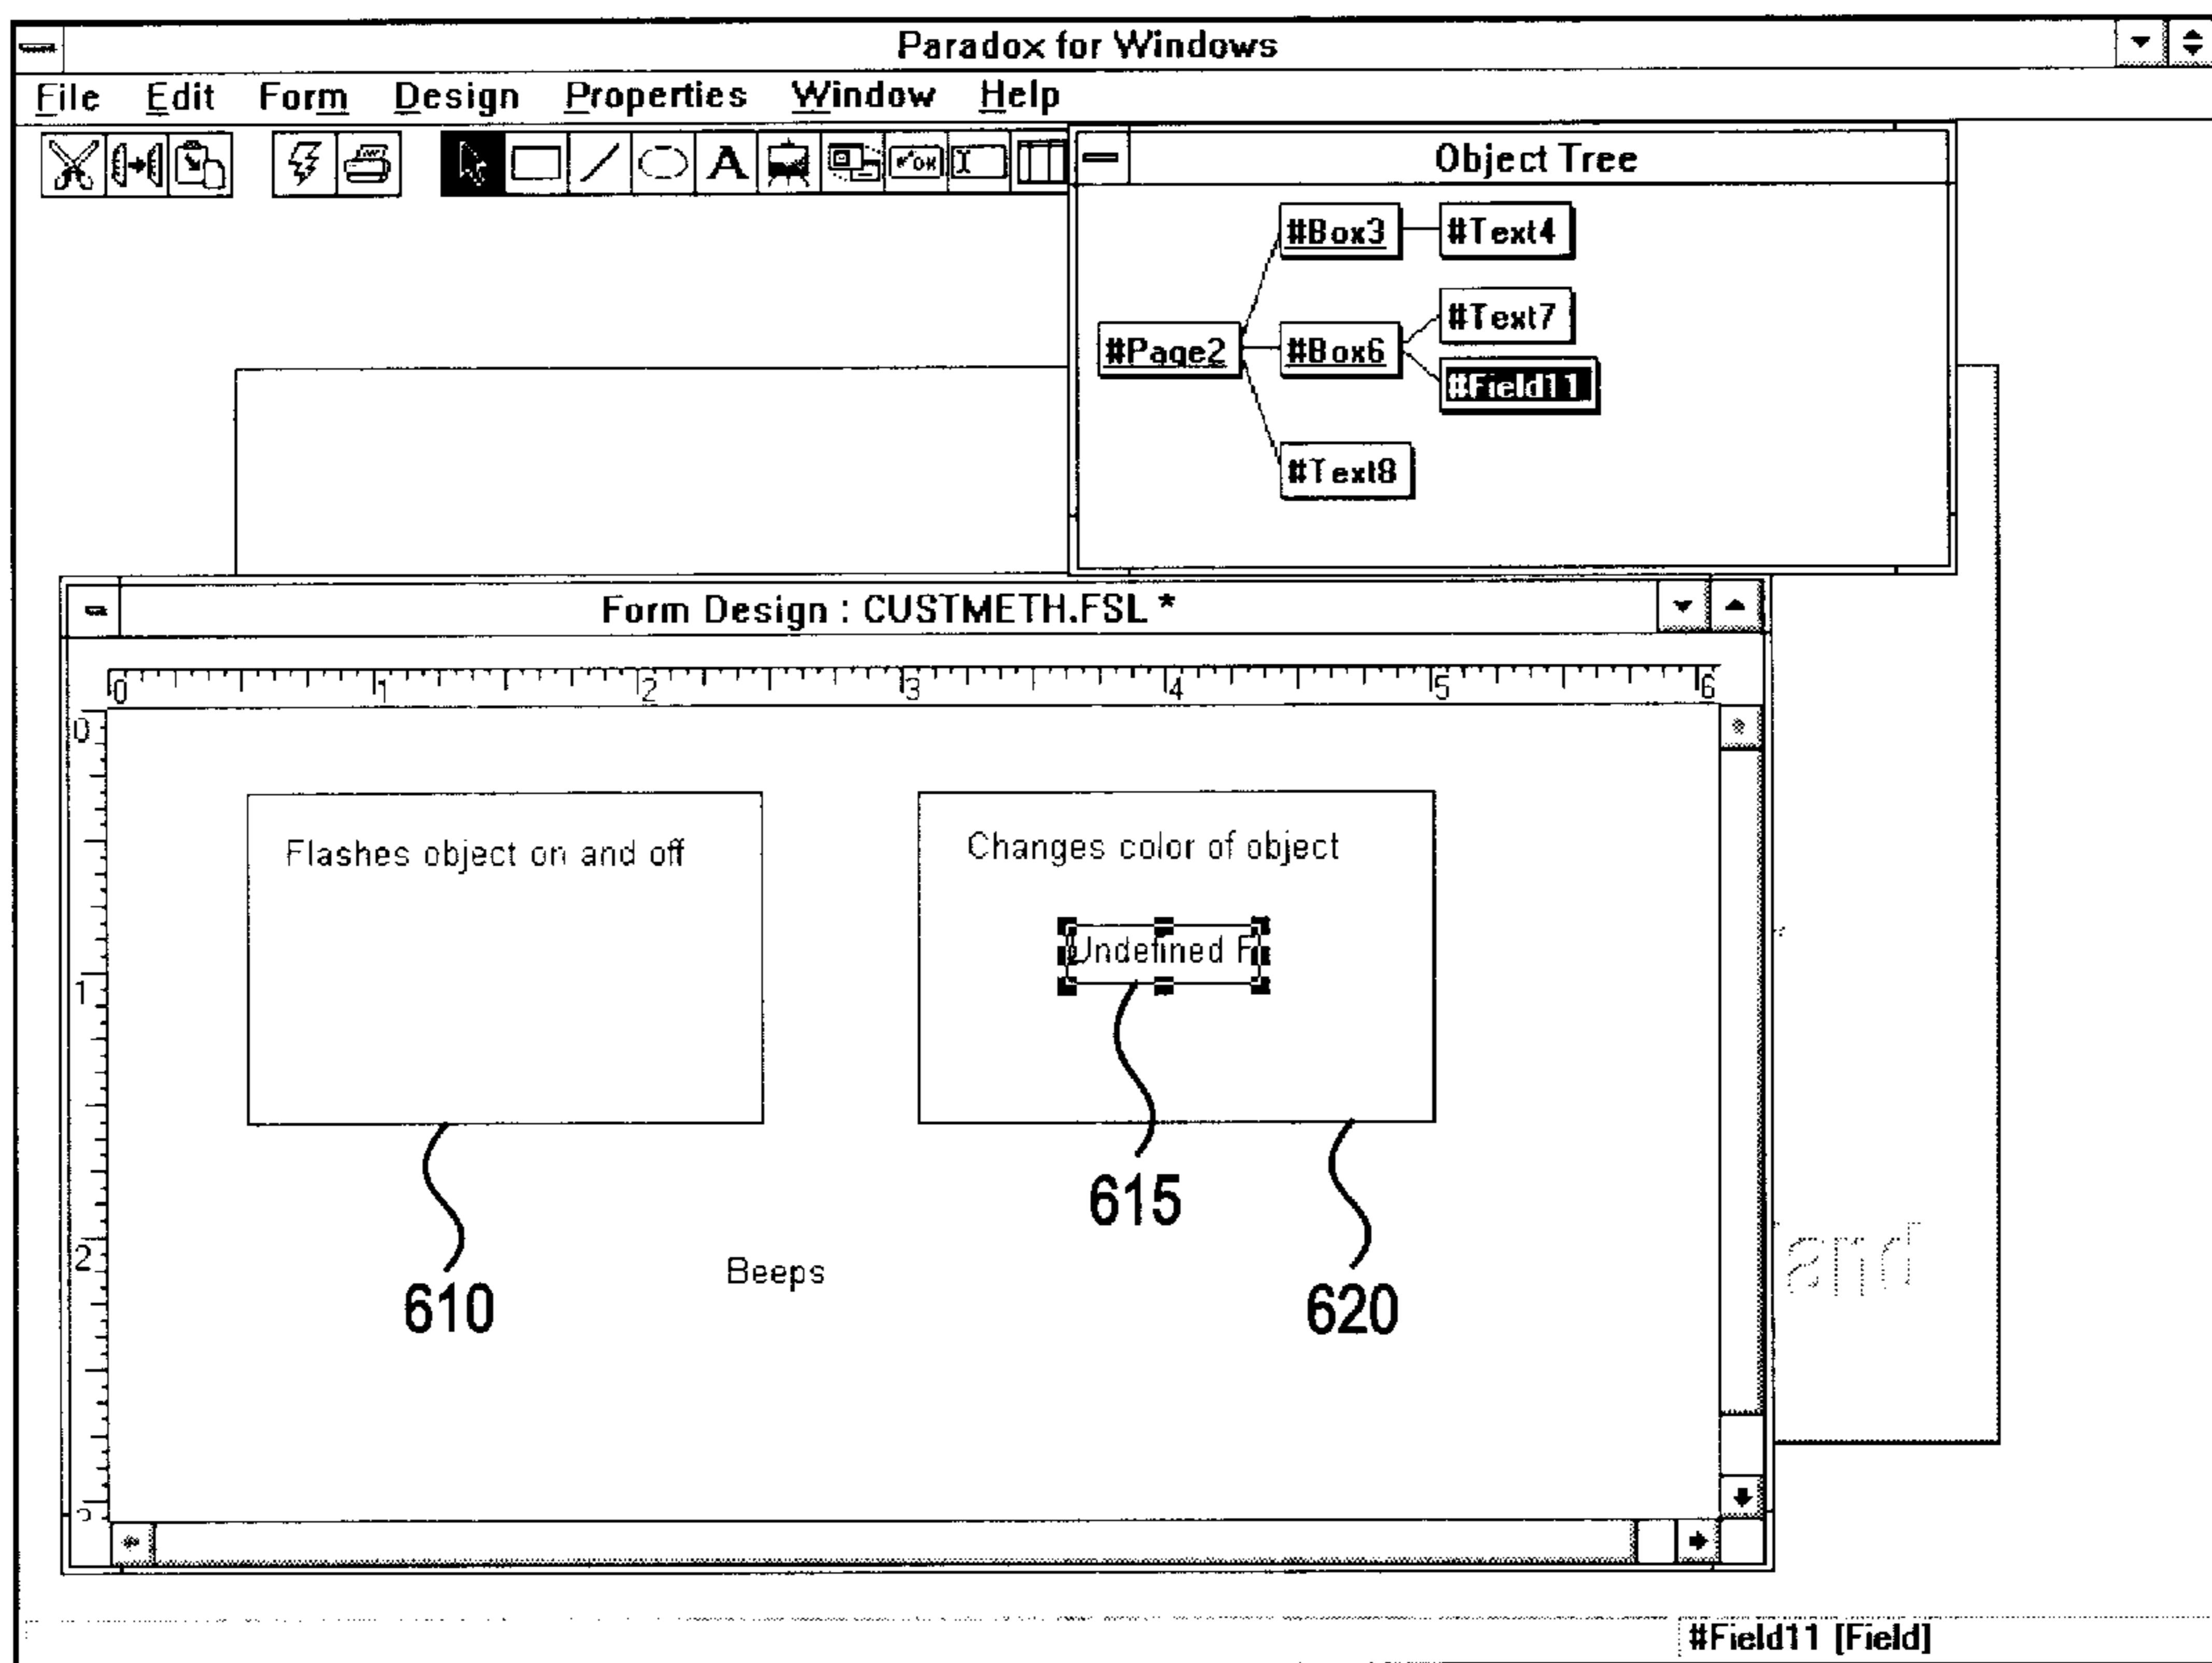 Paradox for Windows
File Edit Form Design Properties Window Help
A
OK
Object Tree
#Box3 #Text4
#Text7
#Page2 #Box6
#Field11
#Text8
Form Design : CUSTMETH.FSL *
0 1 2 3 4 5 6
0
Flashes object on and off
Changes color of object
Undefined F
1
615
2
Beeps
610
620
and
#Field11 [Field]